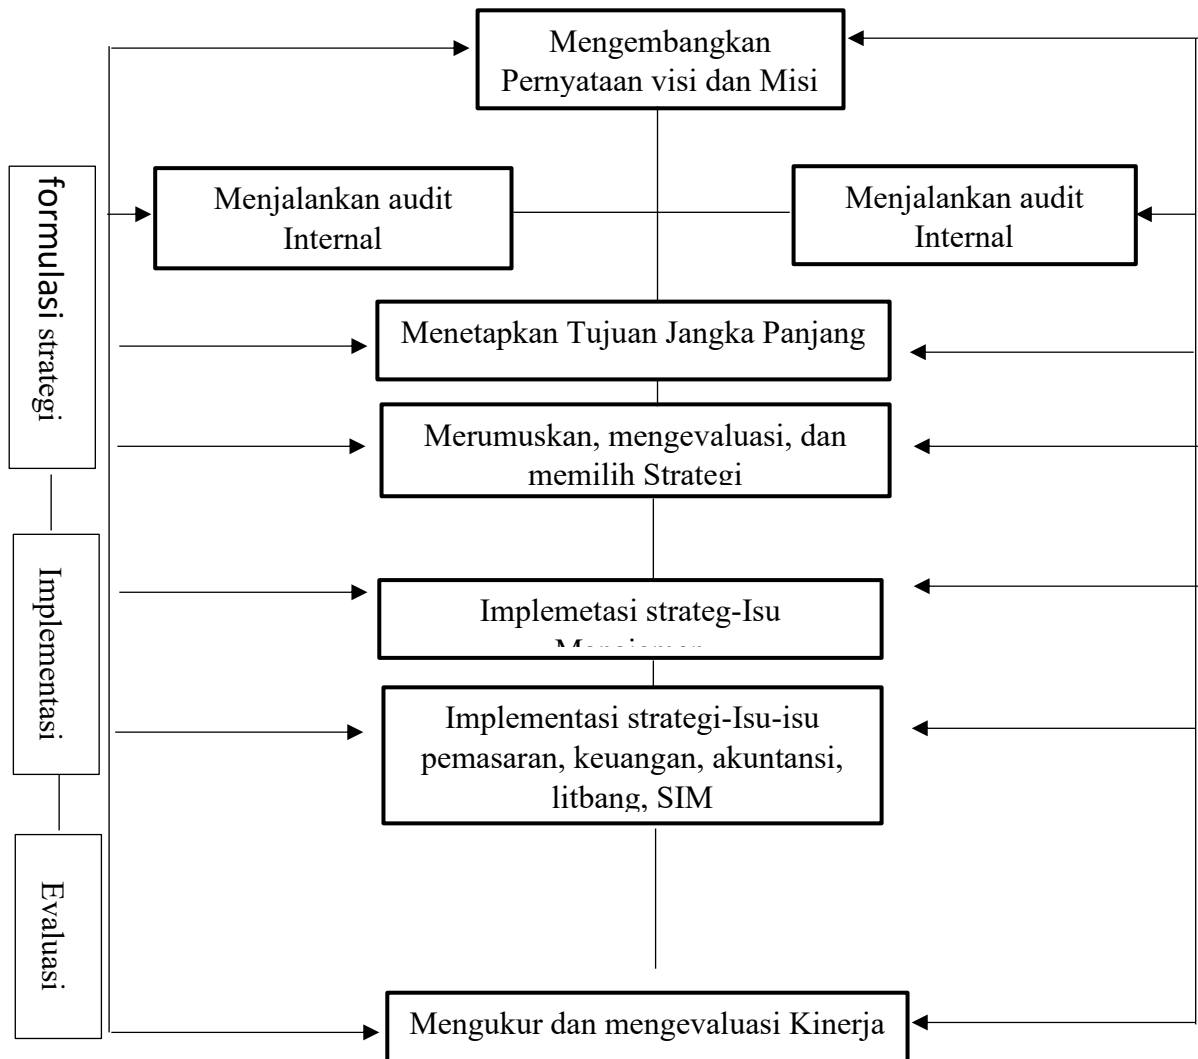 Mengembangkan
Pernyataan visi dan Misi
formulasi strategi
Menjalankan audit
Internal
Menjalankan audit
Internal
Menetapkan Tujuan Jangka Panjang
Merumuskan, mengevaluasi, dan
memilih Strategi
Implementasi
Implemetasi strateg-Isu
Implementasi strategi-Isu-isu
pemasaran, keuangan, akuntansi,
litbang, SIM
Evaluasi
Mengukur dan mengevaluasi Kinerja